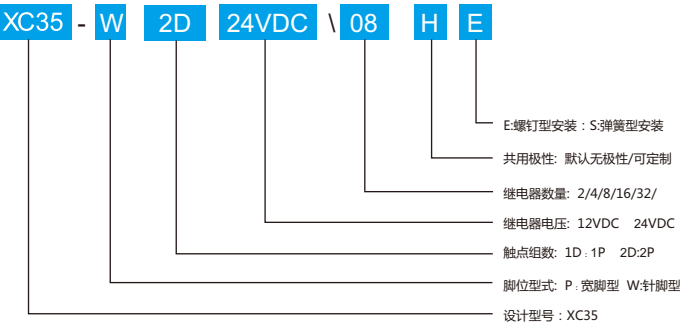 XC35 - W 2D 24VDC \ 08 H E
E:螺钉型安装：S:弹簧型安装
共用极性: 默认无极性/可定制
继电器数量: 2/4/8/16/32/
继电器电压: 12VDC 24VDC
触点组数: 1D：1P 2D:2P
脚位型式: P：宽脚型 W:针脚型
设计型号：XC35